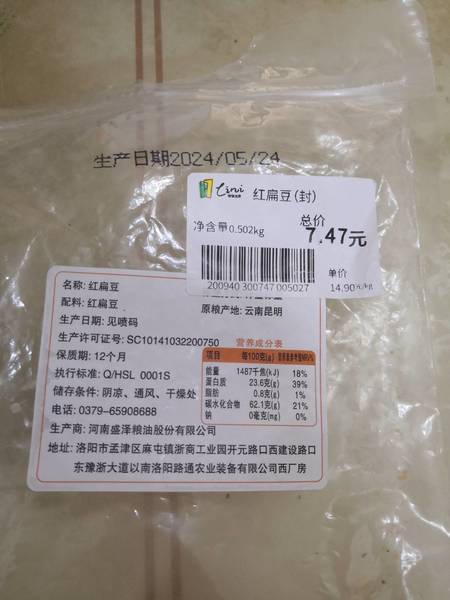 生产日期2024/05/24
红扁豆(封)
总价
净含量0.502kg
7.47元
200940 300747 005027
单价
14.90元/kg
名称: 红扁豆
配料: 红扁豆
原粮产地: 云南昆明
生产日期: 见喷码
生产许可证号: SC10141032200750
保质期: 12个月
执行标准: Q/HSL 0001S
储存条件: 阴凉、通风、干燥处
电话: 0379-65908688
营养成分表
项目 每100克(g) 营养素参考值NRV%
能量 1487千焦(kJ) 18%
蛋白质 23.6克(g) 39%
脂肪 0.8克(g) 1%
碳水化合物 62.1克(g) 21%
钠 0毫克(mg) 0%
生产商: 河南盛泽粮油股份有限公司
地址: 洛阳市孟津区麻屯镇浙商工业园开元路口西建设路口
东豫浙大道以南洛阳路通农业装备有限公司西厂房